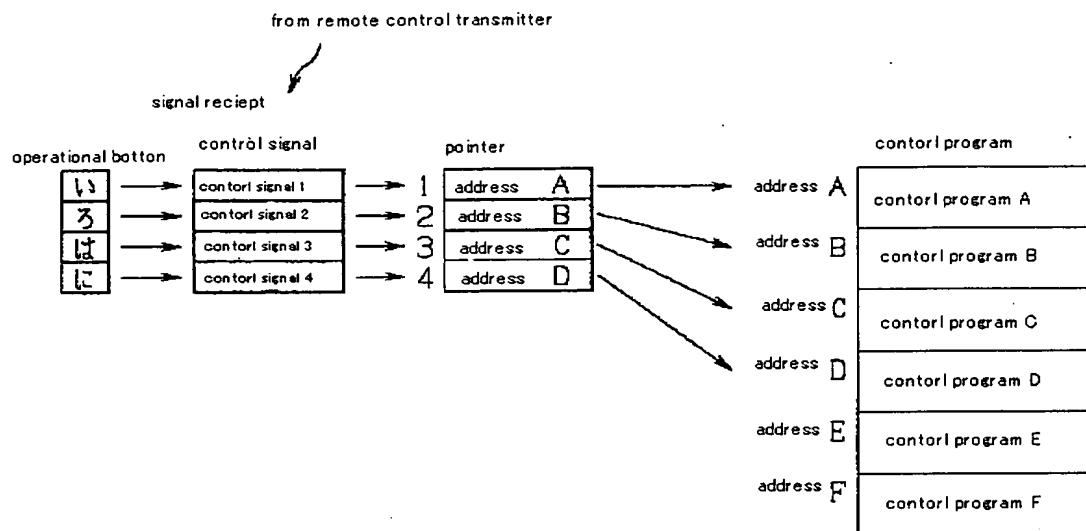 from remote control transmitter
signal reciept
operational botton
control signal
pointer
contorl program
い
contorl signal 1
1
address A
address A
contorl program A
ろ
contorl signal 2
2
address B
address B
contorl program B
は
contorl signal 3
3
address C
address C
contorl program C
に
contorl signal 4
4
address D
address D
contorl program D
address E
contorl program E
address F
contorl program F